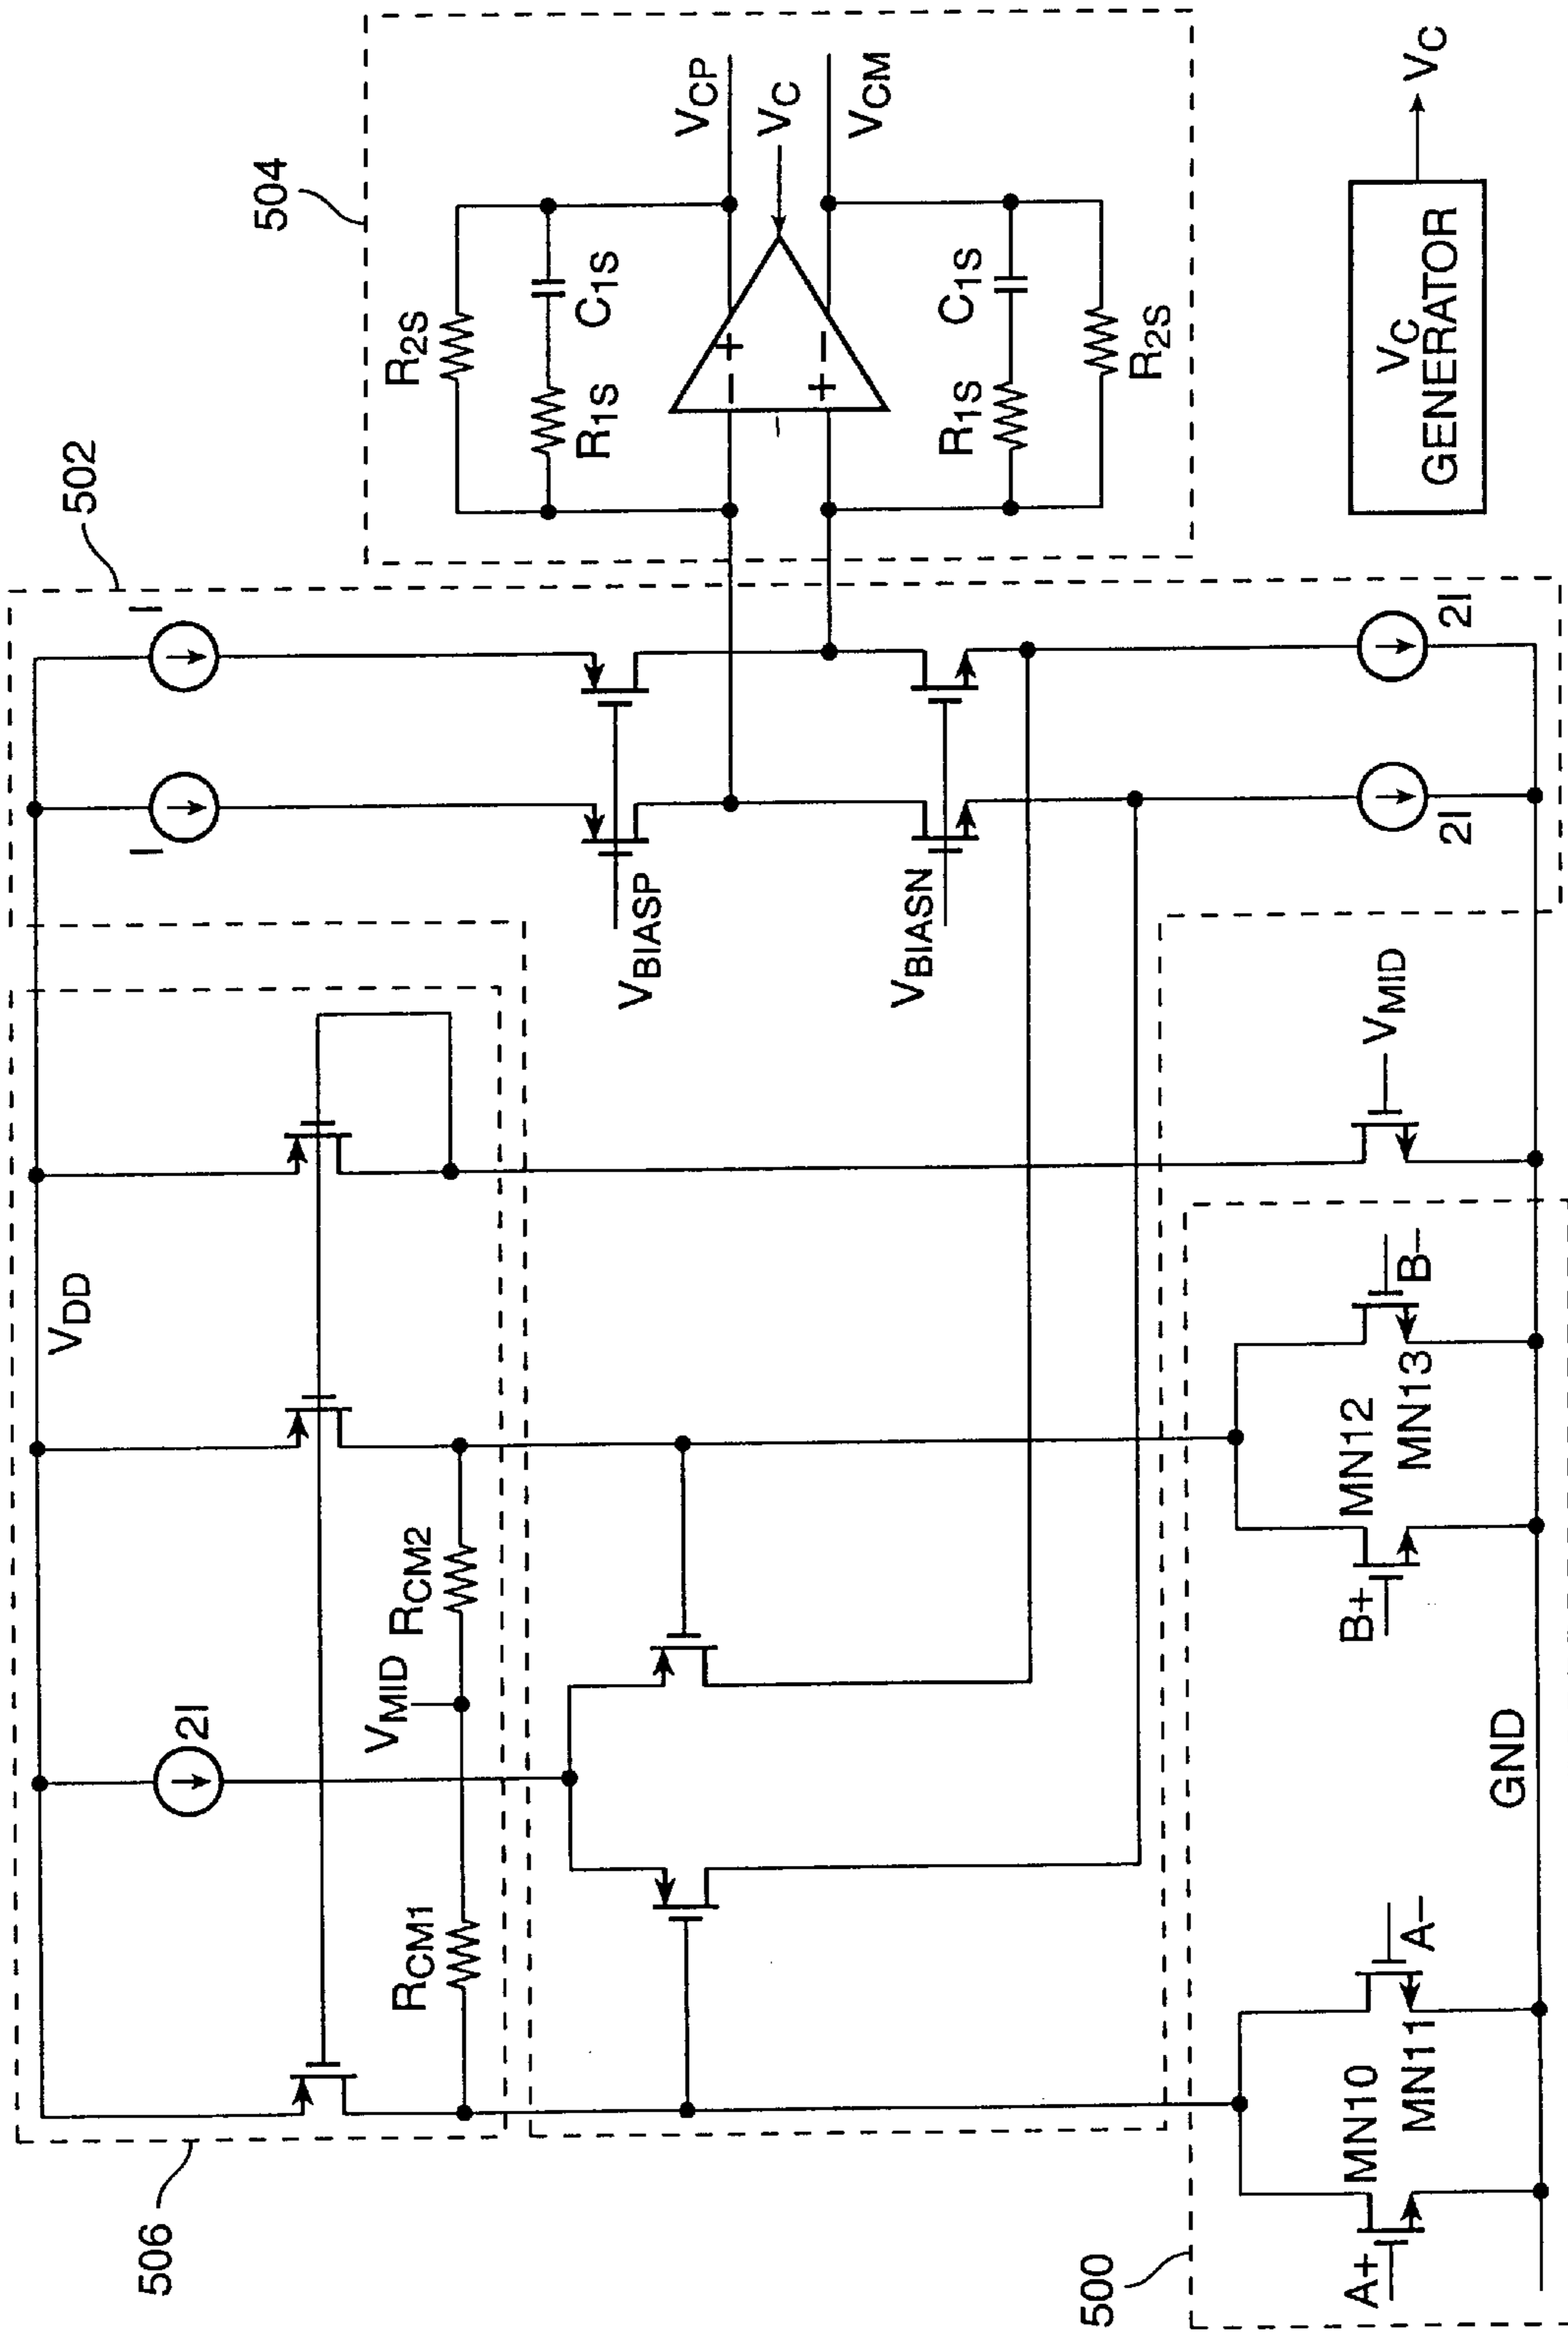 504
502
506
500
V_DD
2I
I
I
R_CM1
V_MID
R_CM2
V_BIASP
V_BIASN
2I
2I
R_2S
R_1S
C_1S
V_CP
V_C
V_CM
− +
+ −
R_1S
C_1S
R_2S
A+
MN10
MN11
A−
B+
MN12
MN13
B−
V_MID
GND
V_C
GENERATOR
V_C